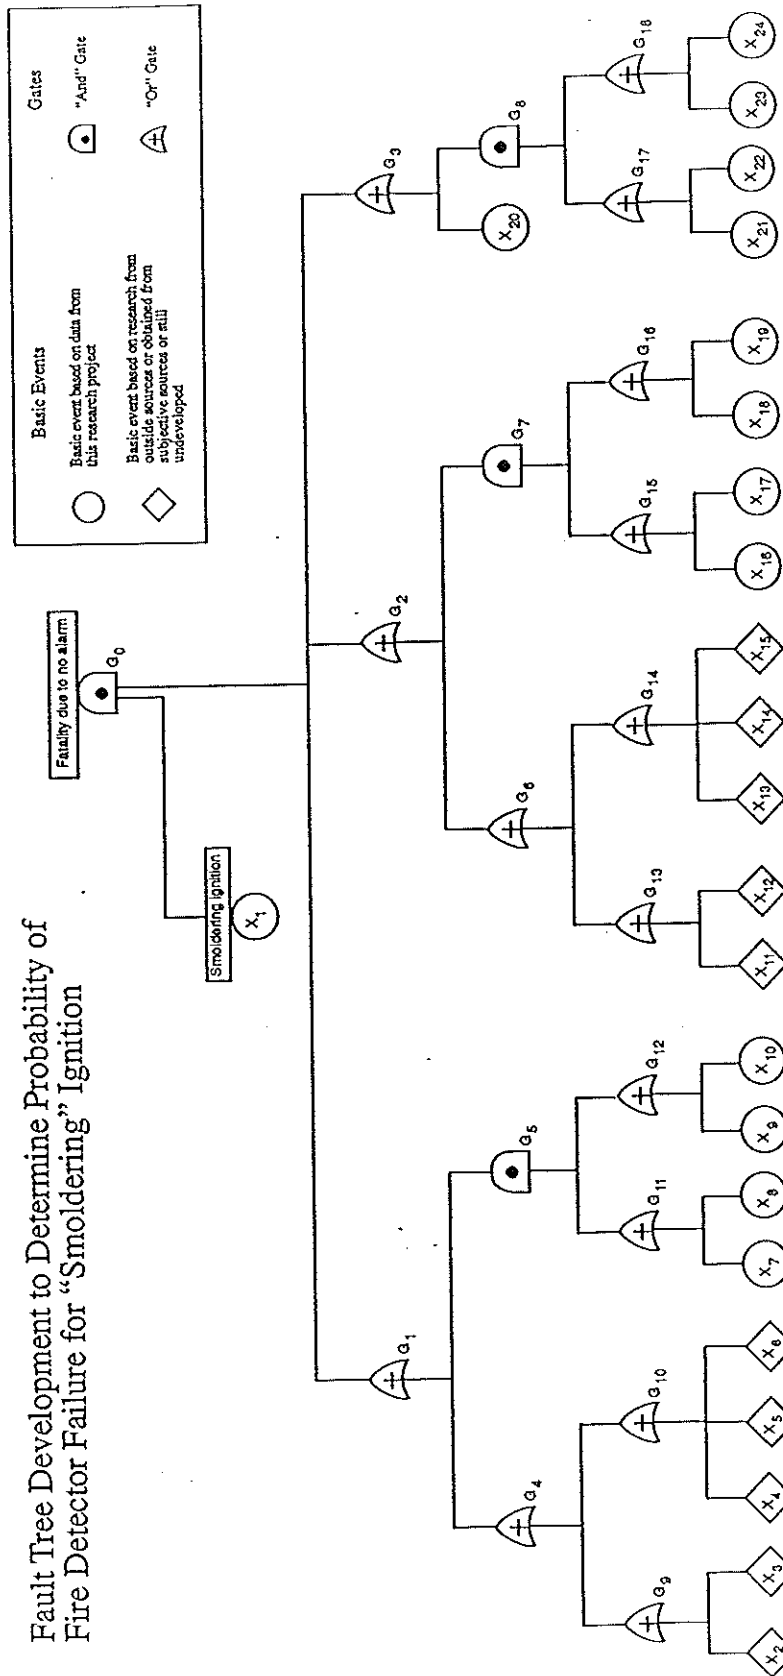 Fault Tree Development to Determine Probability of
Fire Detector Failure for "Smoldering" Ignition
Basic Events
Gates
Basic event based on data from
this research project
"And" Gate
Basic event based on research from
outside sources or obtained from
subjective sources or still
undeveloped
"Or" Gate
Fatality due to no alarm
G0
Smoldering Ignition
X1
G1
G2
G3
G4
G5
G6
G7
X20
G8
G9
G10
G11
G12
G13
G14
G15
G16
G17
G18
X2
X3
X4
X5
X6
X7
X8
X9
X10
X11
X12
X13
X14
X15
X16
X17
X18
X19
X21
X22
X23
X24